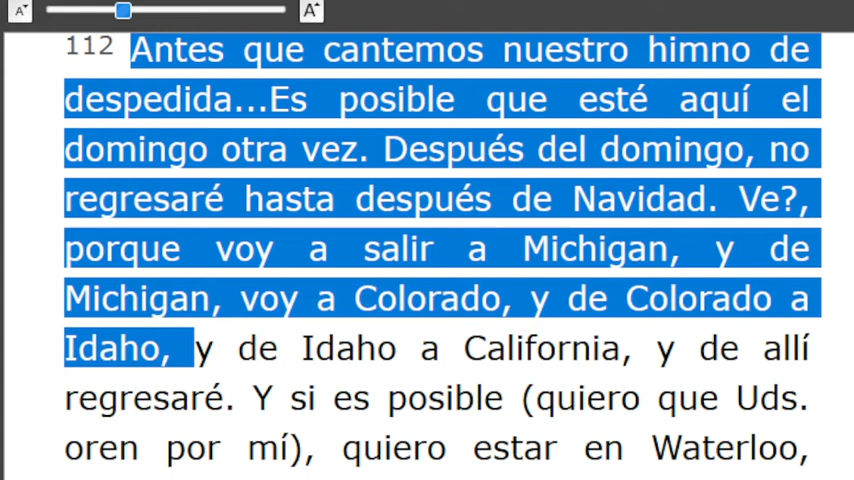 A A
112 Antes que cantemos nuestro himno de
despedida...Es posible que esté aquí el
domingo otra vez. Después del domingo, no
regresaré hasta después de Navidad. Ve?,
porque voy a salir a Michigan, y de
Michigan, voy a Colorado, y de Colorado a
Idaho, y de Idaho a California, y de allí
regresaré. Y si es posible (quiero que Uds.
oren por mí), quiero estar en Waterloo,